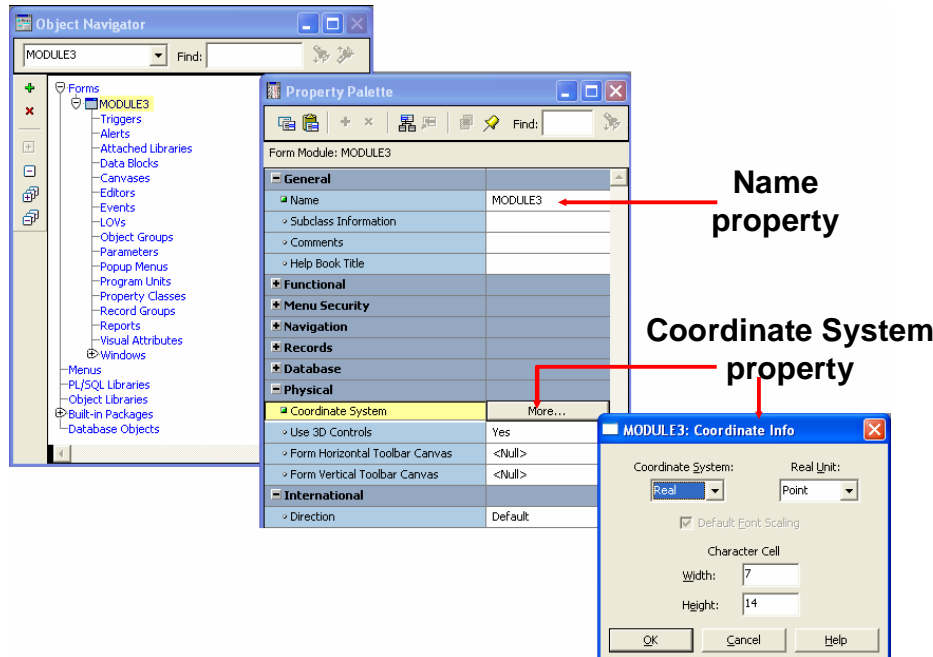 Object Navigator
MODULE3
Find:
Forms
MODULE3
Triggers
Alerts
Attached Libraries
Data Blocks
Canvases
Editors
Events
LOVs
Object Groups
Parameters
Popup Menus
Program Units
Property Classes
Record Groups
Reports
Visual Attributes
Windows
Menus
PL/SQL Libraries
Object Libraries
Built-in Packages
Database Objects
Property Palette
Find:
Form Module: MODULE3
General
Name MODULE3
Subclass Information
Comments
Help Book Title
Functional
Menu Security
Navigation
Records
Database
Physical
Coordinate System More...
Use 3D Controls Yes
Form Horizontal Toolbar Canvas <Null>
Form Vertical Toolbar Canvas <Null>
International
Direction Default
Name
property
Coordinate System
property
MODULE3: Coordinate Info
Coordinate System: Real Unit:
Real Point
Default Font Scaling
Character Cell
Width: 7
Height: 14
OK Cancel Help